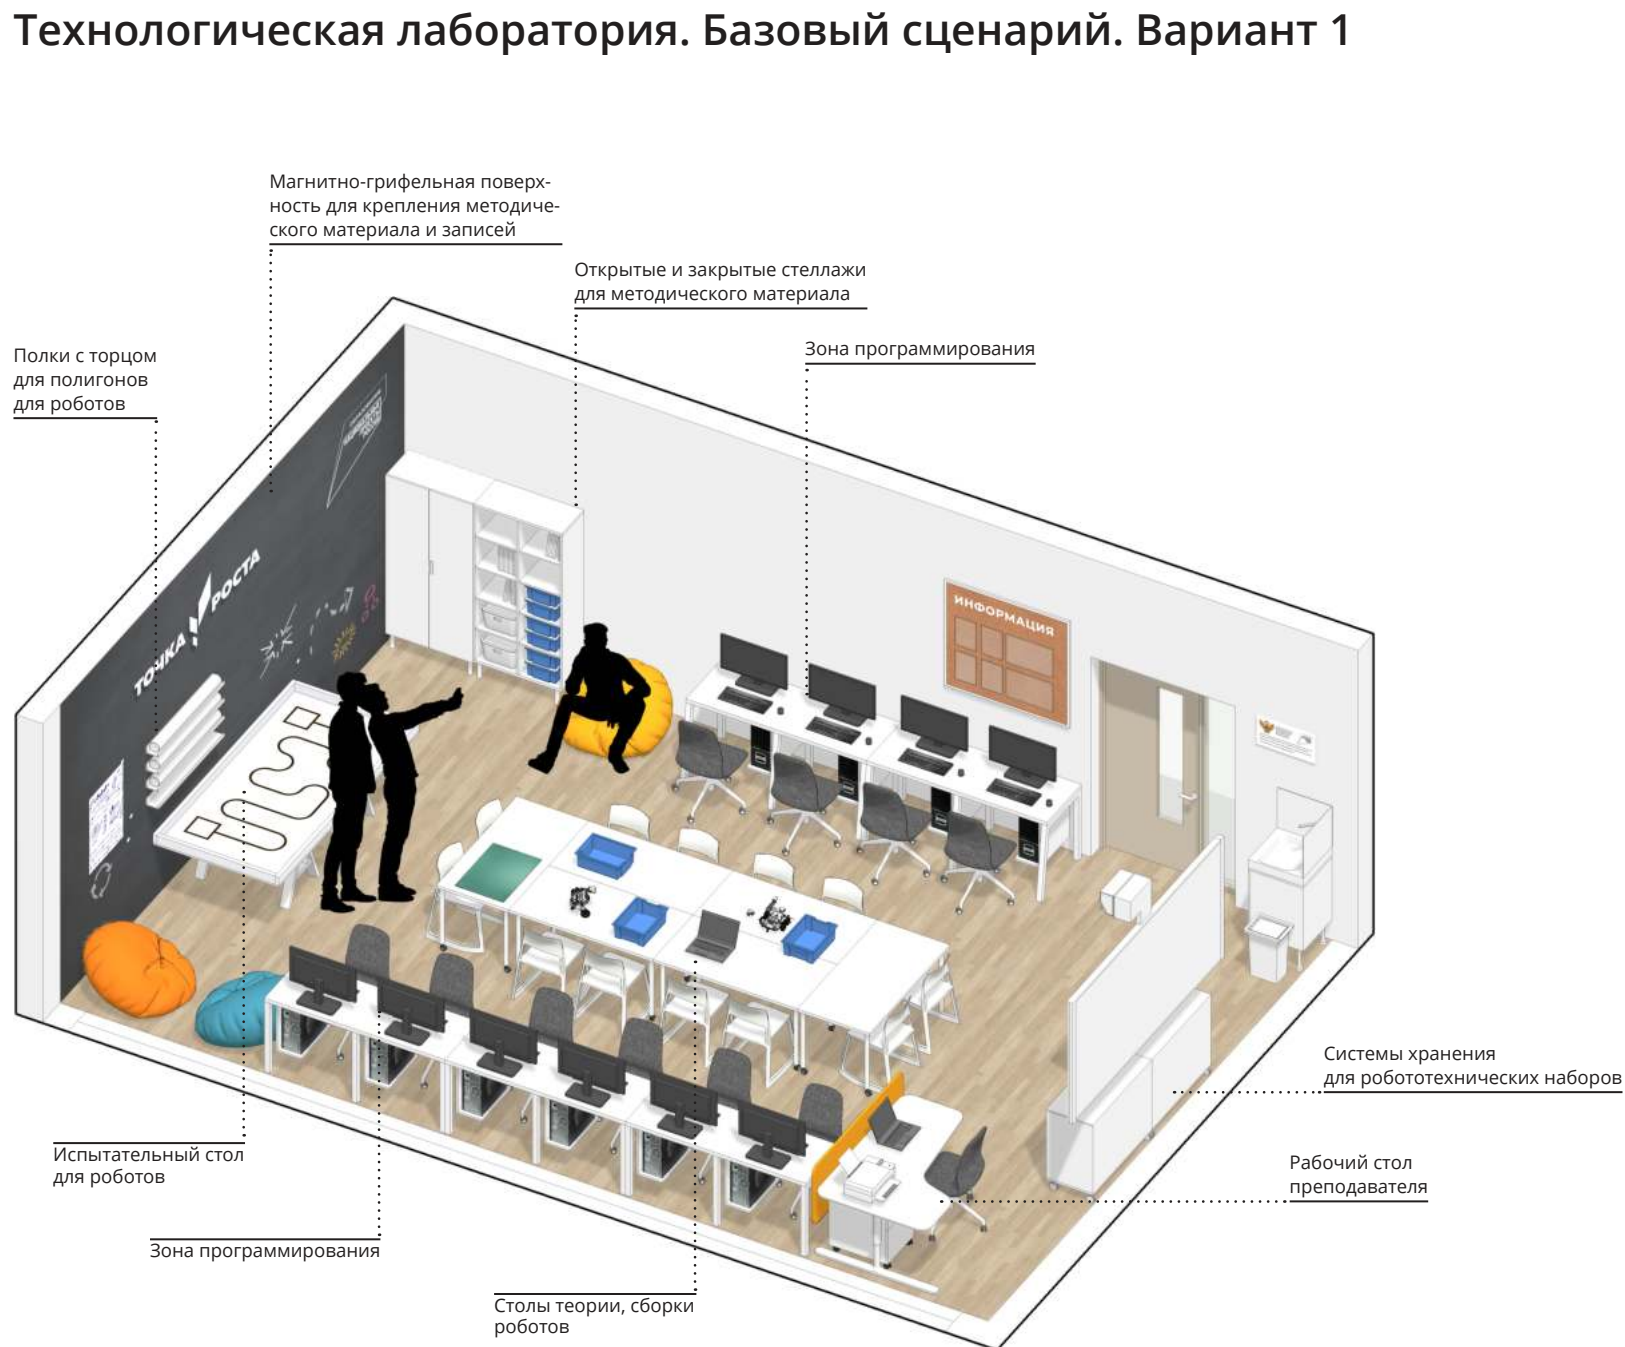 Технологическая лаборатория. Базовый сценарий. Вариант 1
Магнитно-грифельная поверх-
ность для крепления методиче-
ского материала и записей
Открытые и закрытые стеллажи
для методического материала
Зона программирования
Полки с торцом
для полигонов
для роботов
ТОЧКА РОСТА
ИНФОРМАЦИЯ
Системы хранения
для робототехнических наборов
Испытательный стол
для роботов
Рабочий стол
преподавателя
Зона программирования
Столы теории, сборки
роботов